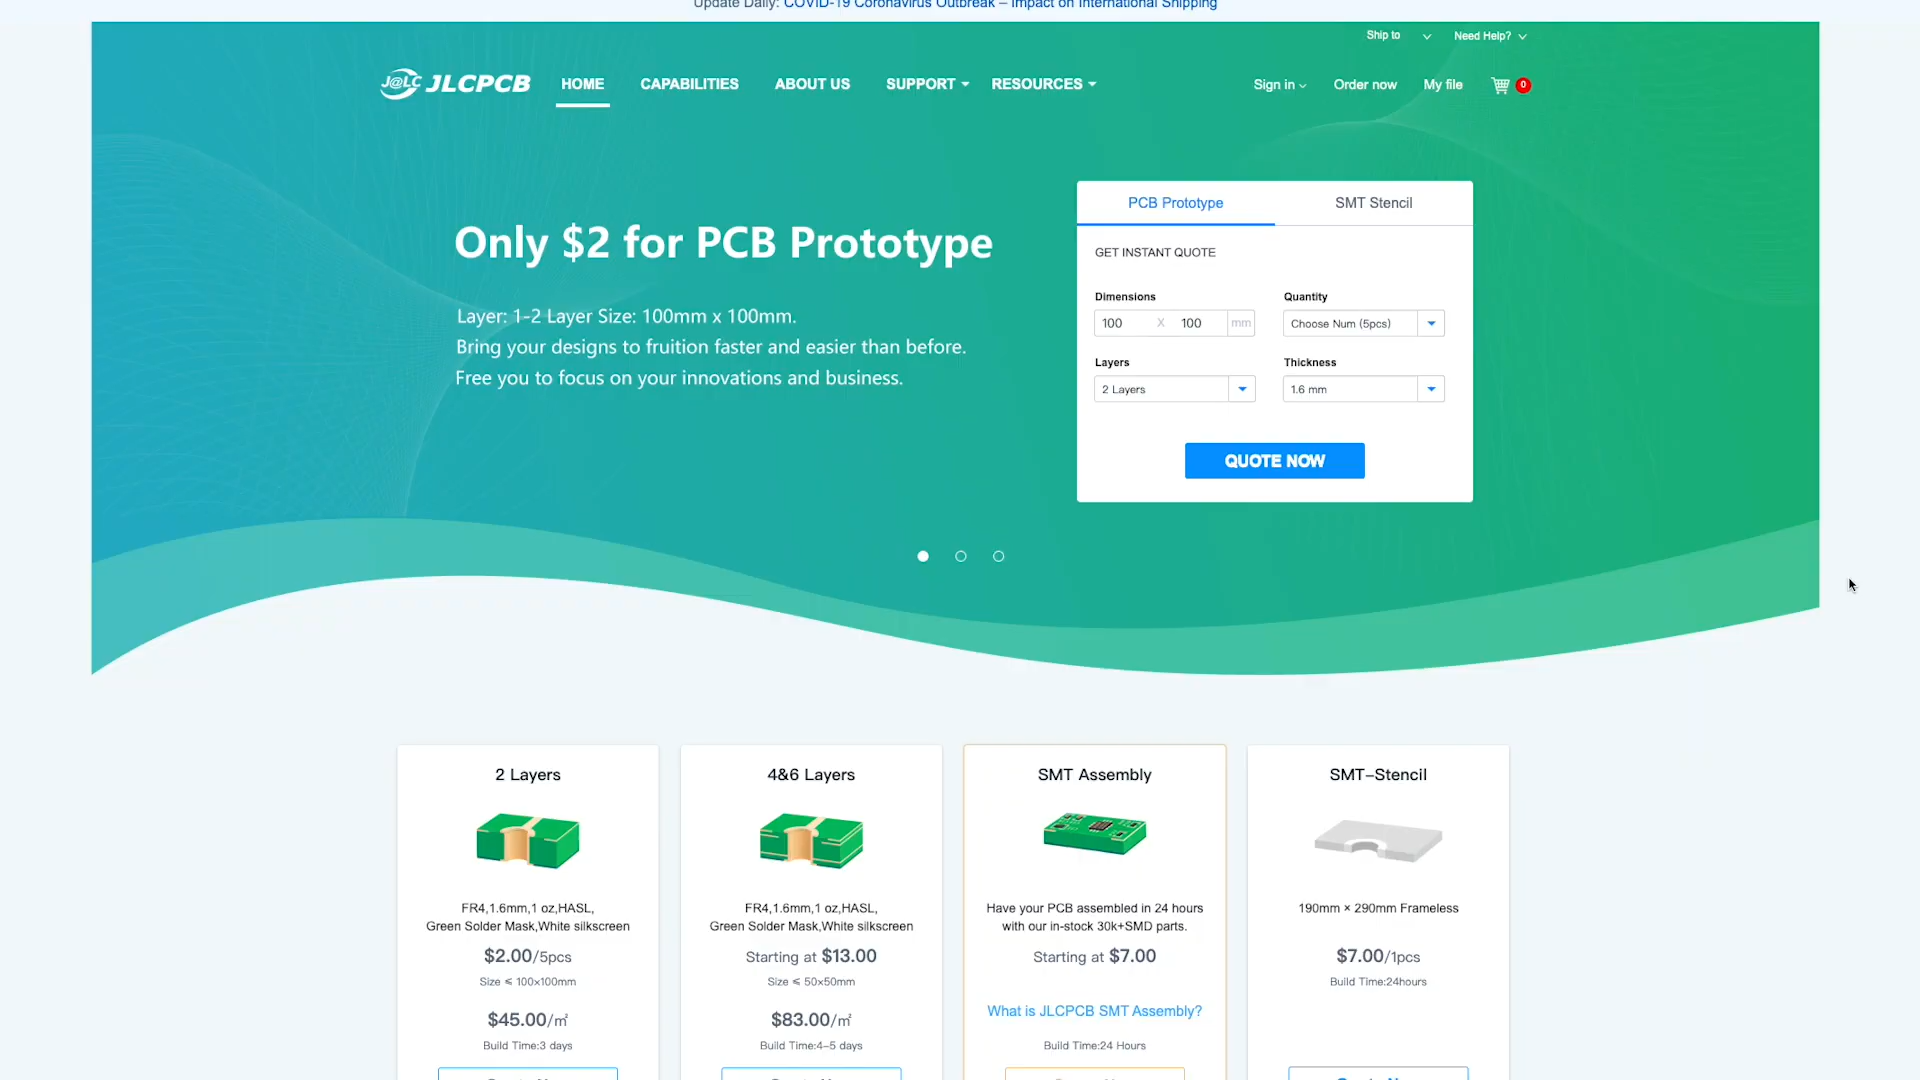 Update Daily: COVID-19 Coronavirus Outbreak – Impact on International Shipping
Ship to
Need Help?
J@LC JLCPCB
HOME
CAPABILITIES
ABOUT US
SUPPORT
RESOURCES
Sign in
Order now
My file
0
Only $2 for PCB Prototype
Layer: 1-2 Layer Size: 100mm x 100mm.
Bring your designs to fruition faster and easier than before.
Free you to focus on your innovations and business.
PCB Prototype
SMT Stencil
GET INSTANT QUOTE
Dimensions
Quantity
100 X 100 mm
Choose Num (5pcs)
Layers
Thickness
2 Layers
1.6 mm
QUOTE NOW
2 Layers
FR4,1.6mm,1 oz,HASL,
Green Solder Mask,White silkscreen
$2.00/5pcs
Size ⩽ 100x100mm
$45.00/㎡
Build Time:3 days
4&6 Layers
FR4,1.6mm,1 oz,HASL,
Green Solder Mask,White silkscreen
Starting at $13.00
Size ⩽ 50x50mm
$83.00/㎡
Build Time:4–5 days
SMT Assembly
Have your PCB assembled in 24 hours
with our in-stock 30k+SMD parts.
Starting at $7.00
What is JLCPCB SMT Assembly?
Build Time:24 Hours
SMT–Stencil
190mm × 290mm Frameless
$7.00/1pcs
Build Time:24hours